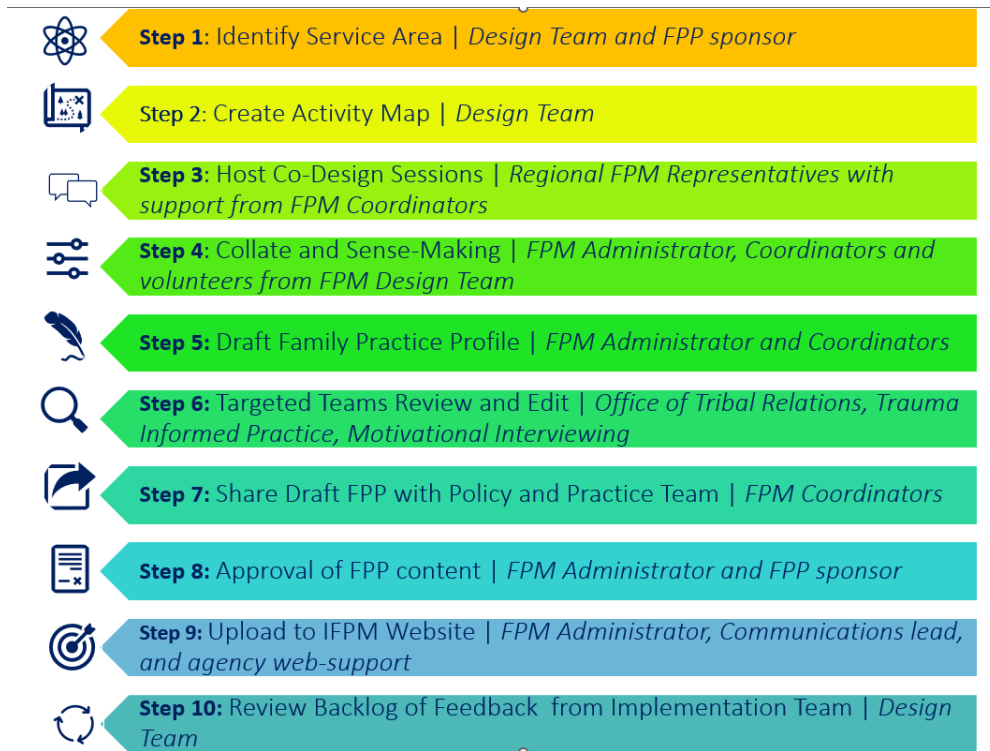 Step 1: Identify Service Area | Design Team and FPP sponsor
Step 2: Create Activity Map | Design Team
Step 3: Host Co-Design Sessions | Regional FPM Representatives with
support from FPM Coordinators
Step 4: Collate and Sense-Making | FPM Administrator, Coordinators and
volunteers from FPM Design Team
Step 5: Draft Family Practice Profile | FPM Administrator and Coordinators
Step 6: Targeted Teams Review and Edit | Office of Tribal Relations, Trauma
Informed Practice, Motivational Interviewing
Step 7: Share Draft FPP with Policy and Practice Team | FPM Coordinators
Step 8: Approval of FPP content | FPM Administrator and FPP sponsor
Step 9: Upload to IFPM Website | FPM Administrator, Communications lead,
and agency web-support
Step 10: Review Backlog of Feedback from Implementation Team | Design
Team